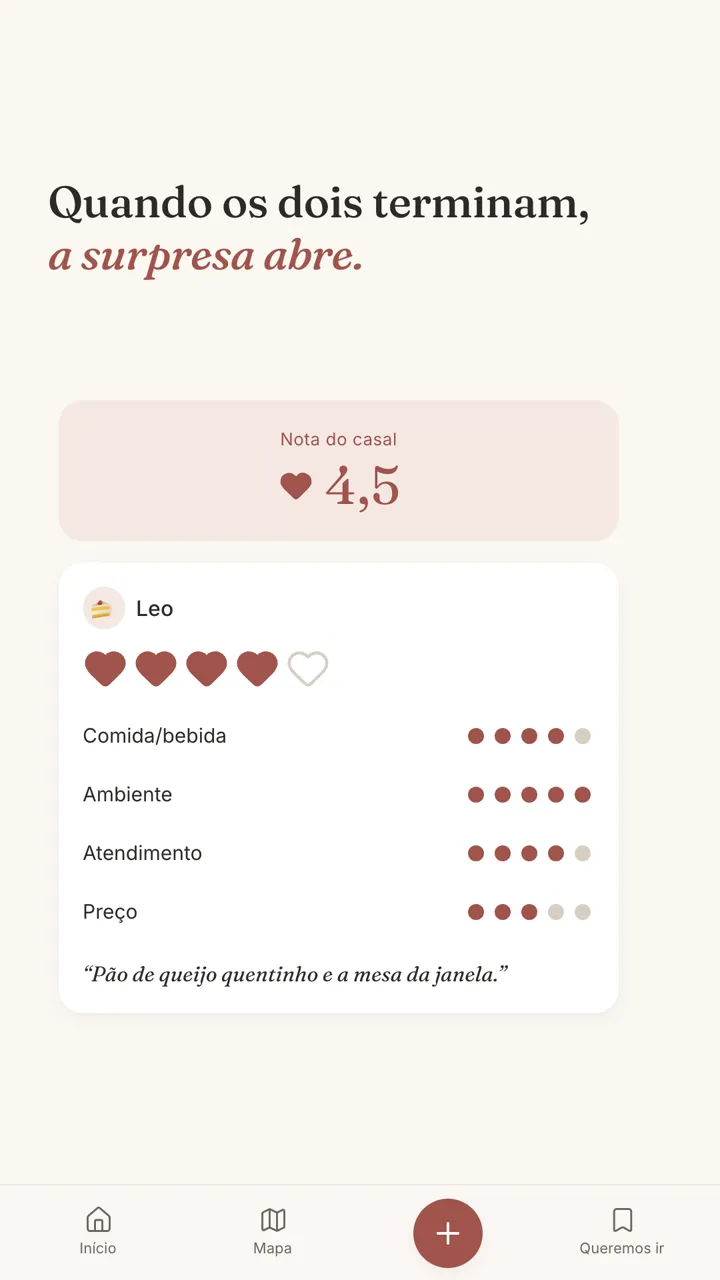 Quando os dois terminam,
a surpresa abre.
Nota do casal
4,5
Leo
Comida/bebida
Ambiente
Atendimento
Preço
“Pão de queijo quentinho e a mesa da janela.”
Início
Mapa
Queremos ir